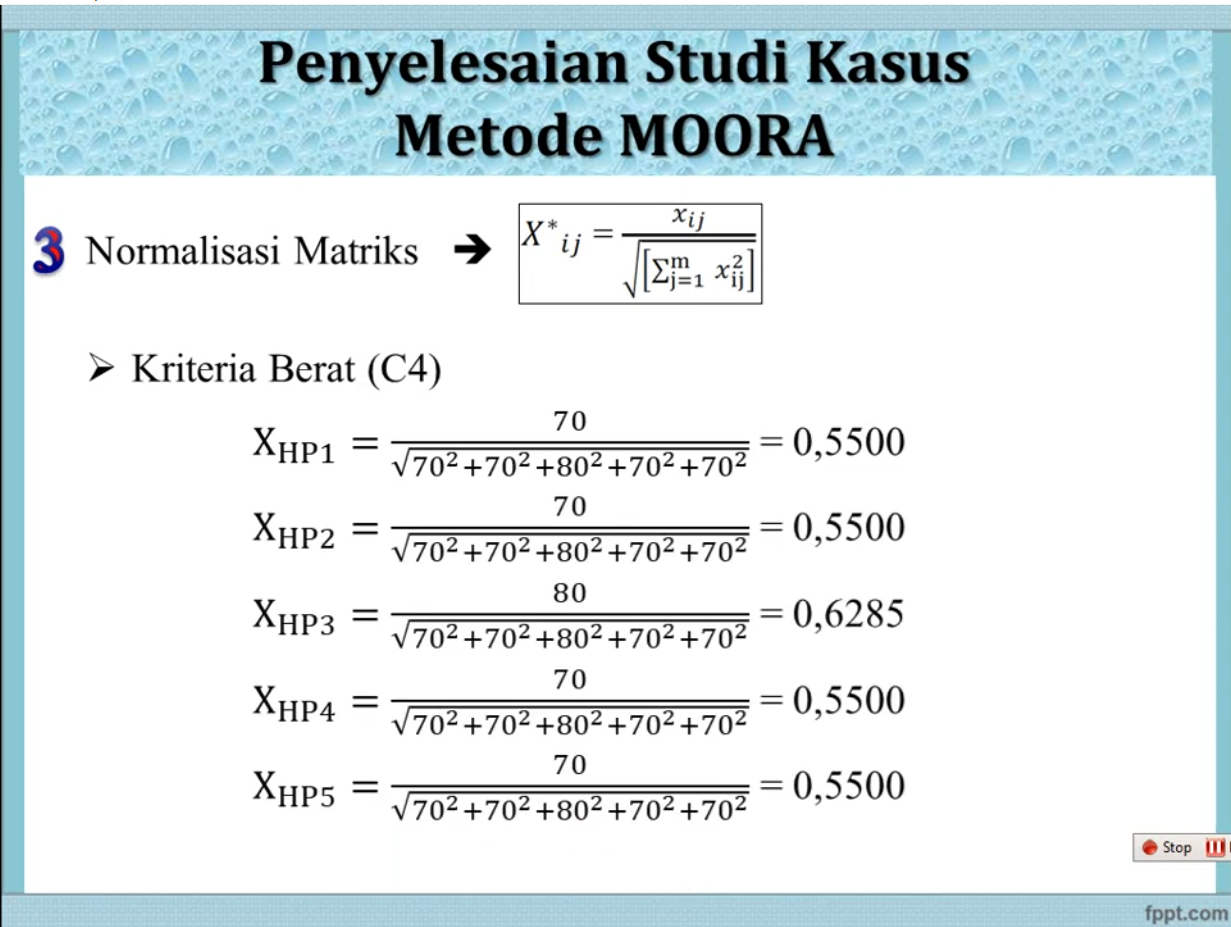 Penyelesaian Studi Kasus
Metode MOORA
3 Normalisasi Matriks ➔ X*ij = xij / √[∑ᵐj=1 x²ij]
➢ Kriteria Berat (C4)
XHP1 = 70 / √70²+70²+80²+70²+70² = 0,5500
XHP2 = 70 / √70²+70²+80²+70²+70² = 0,5500
XHP3 = 80 / √70²+70²+80²+70²+70² = 0,6285
XHP4 = 70 / √70²+70²+80²+70²+70² = 0,5500
XHP5 = 70 / √70²+70²+80²+70²+70² = 0,5500
Stop
fppt.com